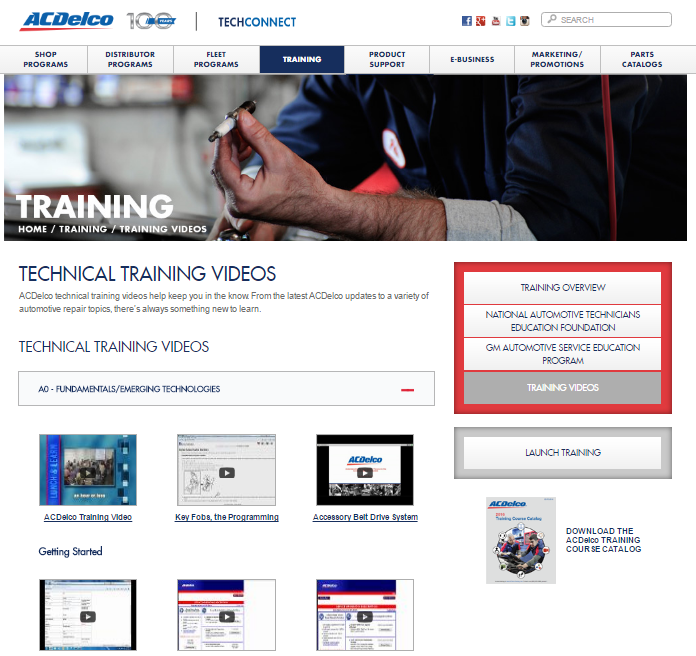 ACDelco 100 YEARS TECHCONNECT
SEARCH
SHOP
PROGRAMS
DISTRIBUTOR
PROGRAMS
FLEET
PROGRAMS
TRAINING
PRODUCT
SUPPORT
E-BUSINESS
MARKETING/
PROMOTIONS
PARTS
CATALOGS
TRAINING
HOME / TRAINING / TRAINING VIDEOS
TECHNICAL TRAINING VIDEOS
ACDelco technical training videos help keep you in the know. From the latest ACDelco updates to a variety of
automotive repair topics, there's always something new to learn.
TECHNICAL TRAINING VIDEOS
A0 - FUNDAMENTALS/EMERGING TECHNOLOGIES
LUNCH & LEARN
an hour or less
ACDelco
ACDelco Training Video
Key Fobs, the Programming
Accessory Belt Drive System
Getting Started
TRAINING OVERVIEW
NATIONAL AUTOMOTIVE TECHNICIANS
EDUCATION FOUNDATION
GM AUTOMOTIVE SERVICE EDUCATION
PROGRAM
TRAINING VIDEOS
LAUNCH TRAINING
ACDelco
Training Course Catalog
DOWNLOAD THE
ACDelco TRAINING
COURSE CATALOG